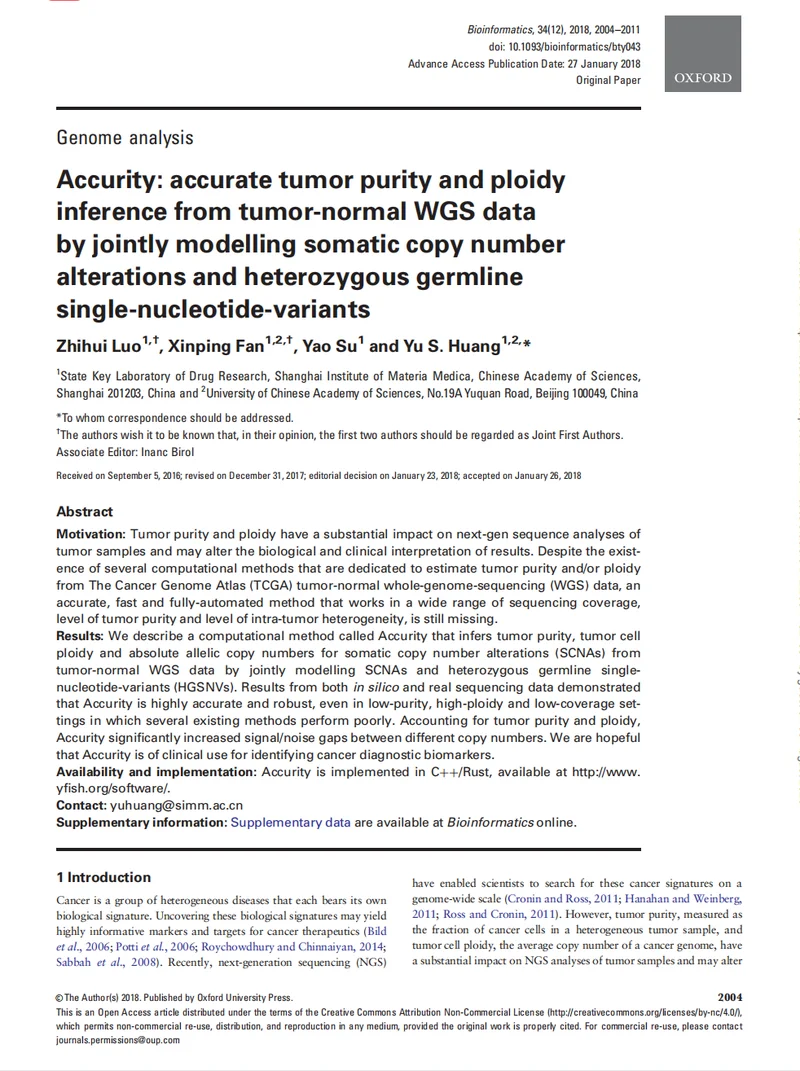 Bioinformatics, 34(12), 2018, 2004–2011
doi: 10.1093/bioinformatics/bty043
Advance Access Publication Date: 27 January 2018
Original Paper
OXFORD
Genome analysis
Accurity: accurate tumor purity and ploidy
inference from tumor-normal WGS data
by jointly modelling somatic copy number
alterations and heterozygous germline
single-nucleotide-variants
Zhihui Luo1,†, Xinping Fan1,2,†, Yao Su1 and Yu S. Huang1,2,*
1State Key Laboratory of Drug Research, Shanghai Institute of Materia Medica, Chinese Academy of Sciences,
Shanghai 201203, China and 2University of Chinese Academy of Sciences, No.19A Yuquan Road, Beijing 100049, China
*To whom correspondence should be addressed.
†The authors wish it to be known that, in their opinion, the first two authors should be regarded as Joint First Authors.
Associate Editor: Inanc Birol
Received on September 5, 2016; revised on December 31, 2017; editorial decision on January 23, 2018; accepted on January 26, 2018
Abstract
Motivation: Tumor purity and ploidy have a substantial impact on next-gen sequence analyses of
tumor samples and may alter the biological and clinical interpretation of results. Despite the exist-
ence of several computational methods that are dedicated to estimate tumor purity and/or ploidy
from The Cancer Genome Atlas (TCGA) tumor-normal whole-genome-sequencing (WGS) data, an
accurate, fast and fully-automated method that works in a wide range of sequencing coverage,
level of tumor purity and level of intra-tumor heterogeneity, is still missing.
Results: We describe a computational method called Accurity that infers tumor purity, tumor cell
ploidy and absolute allelic copy numbers for somatic copy number alterations (SCNAs) from
tumor-normal WGS data by jointly modelling SCNAs and heterozygous germline single-
nucleotide-variants (HGSNVs). Results from both in silico and real sequencing data demonstrated
that Accurity is highly accurate and robust, even in low-purity, high-ploidy and low-coverage set-
tings in which several existing methods perform poorly. Accounting for tumor purity and ploidy,
Accurity significantly increased signal/noise gaps between different copy numbers. We are hopeful
that Accurity is of clinical use for identifying cancer diagnostic biomarkers.
Availability and implementation: Accurity is implemented in C++/Rust, available at http://www.
yfish.org/software/.
Contact: yuhuang@simm.ac.cn
Supplementary information: Supplementary data are available at Bioinformatics online.
1 Introduction
Cancer is a group of heterogeneous diseases that each bears its own
biological signature. Uncovering these biological signatures may yield
highly informative markers and targets for cancer therapeutics (Bild
et al., 2006; Potti et al., 2006; Roychowdhury and Chinnaiyan, 2014;
Sabbah et al., 2008). Recently, next-generation sequencing (NGS)
have enabled scientists to search for these cancer signatures on a
genome-wide scale (Cronin and Ross, 2011; Hanahan and Weinberg,
2011; Ross and Cronin, 2011). However, tumor purity, measured as
the fraction of cancer cells in a heterogeneous tumor sample, and
tumor cell ploidy, the average copy number of a cancer genome, have
a substantial impact on NGS analyses of tumor samples and may alter
© The Author(s) 2018. Published by Oxford University Press.
2004
This is an Open Access article distributed under the terms of the Creative Commons Attribution Non-Commercial License (http://creativecommons.org/licenses/by-nc/4.0/),
which permits non-commercial re-use, distribution, and reproduction in any medium, provided the original work is properly cited. For commercial re-use, please contact
journals.permissions@oup.com